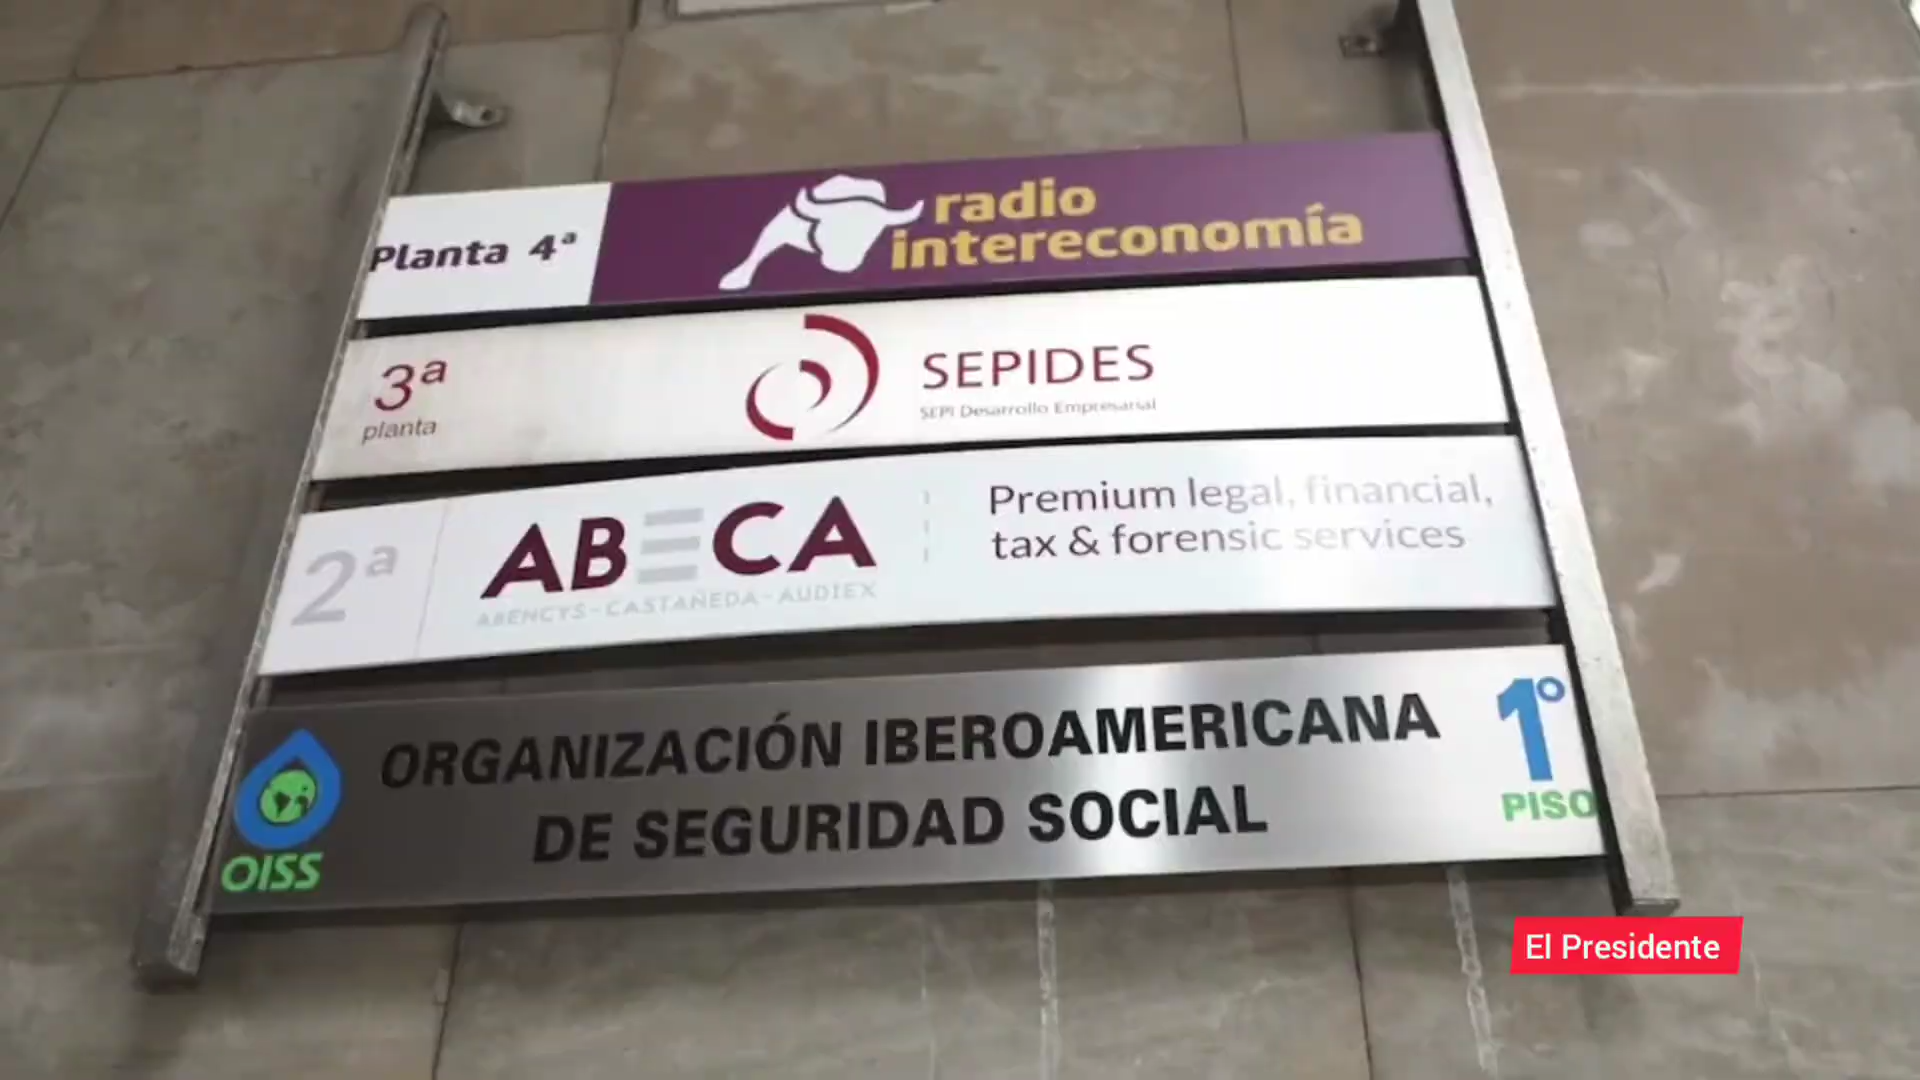 Planta 4ª
radio
intereconomía
3ª
planta
SEPIDES
SEPI Desarrollo Empresarial
2ª
ABECA
ABENCYS - CASTAÑEDA - AUDIEX
Premium legal, financial,
tax & forensic services
OISS
ORGANIZACIÓN IBEROAMERICANA
DE SEGURIDAD SOCIAL
1º
PISO
El Presidente